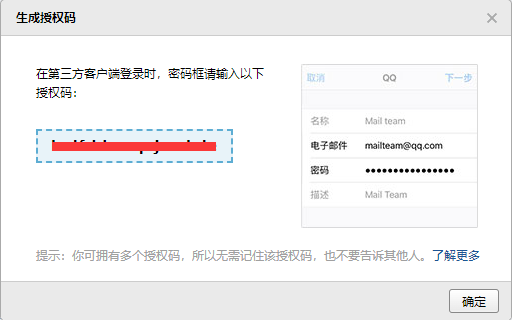 生成授权码
在第三方客户端登录时，密码框请输入以下
授权码：
取消 QQ 下一步
名称 Mail team
电子邮件 mailteam@qq.com
密码 ●●●●●●●●●●●●●●●●
描述 Mail Team
提示：你可拥有多个授权码，所以无需记住该授权码，也不要告诉其他人。了解更多
确定